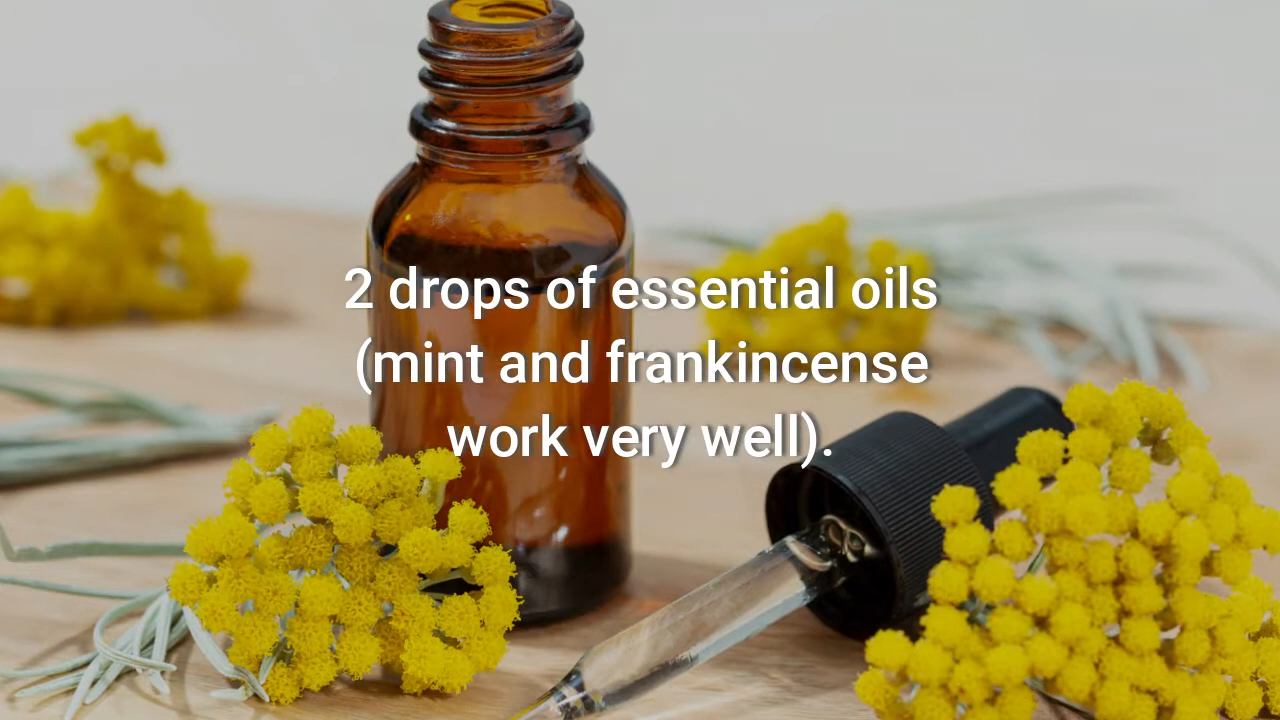 2 drops of essential oils
(mint and frankincense
work very well).